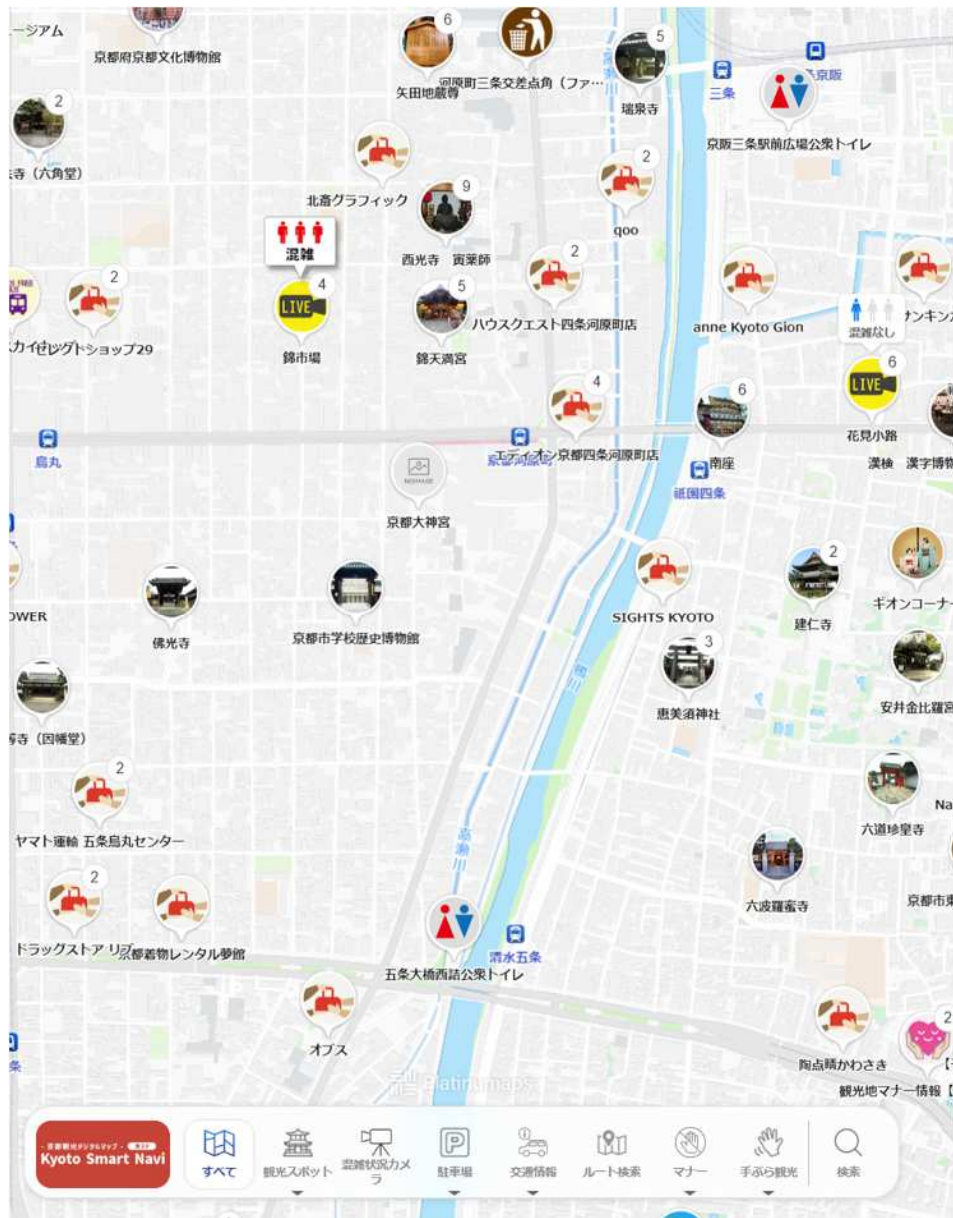 ージアム
京都府京都文化博物館
6
矢田地蔵尊
河原町三条交差点角（ファ…
5
瑞泉寺
三条
京阪
京阪三条駅前広場公衆トイレ
2
寺（六角堂）
北斎グラフィック
9
西光寺　寅薬師
2
qoo
混雑
LIVE
4
錦市場
2
セレクトショップ29
5
錦天満宮
2
ハウスクエスト四条河原町店
anne Kyoto Gion
混雑なし
LIVE
6
花見小路
烏丸
4
エディオン京都四条河原町店
6
南座
祇園四条
漢検　漢字博物
京都大神宮
OWER
佛光寺
京都市学校歴史博物館
SIGHTS KYOTO
2
建仁寺
ギオンコーナー
3
恵美須神社
安井金比羅宮
等寺（因幡堂）
2
ヤマト運輸 五条烏丸センター
六道珍皇寺
Na
六波羅蜜寺
京都市東
高瀬川
2
ドラッグストア リブ
京都着物レンタル夢館
清水五条
五条大橋西詰公衆トイレ
オブス
条
陶点睛かわさき
2
観光地マナー情報【
Platinumaps
Kyoto Smart Navi
すべて
観光スポット
混雑状況カメ
ラ
駐車場
交通情報
ルート検索
マナー
手ぶら観光
検索